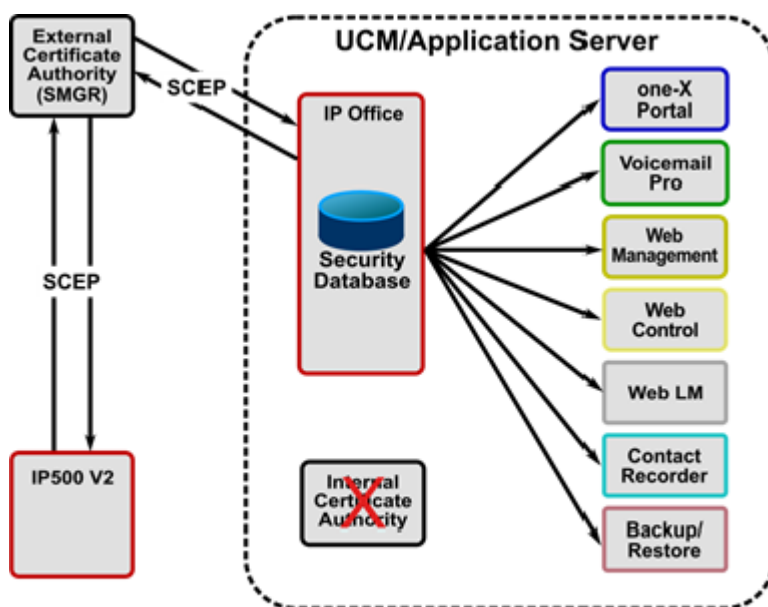 External
Certificate
Authority
(SMGR)
SCEP
SCEP
IP500 V2
UCM/Application Server
IP Office
Security
Database
Internal
Certificate
Authority
one-X
Portal
Voicemail
Pro
Web
Management
Web
Control
Web LM
Contact
Recorder
Backup/
Restore